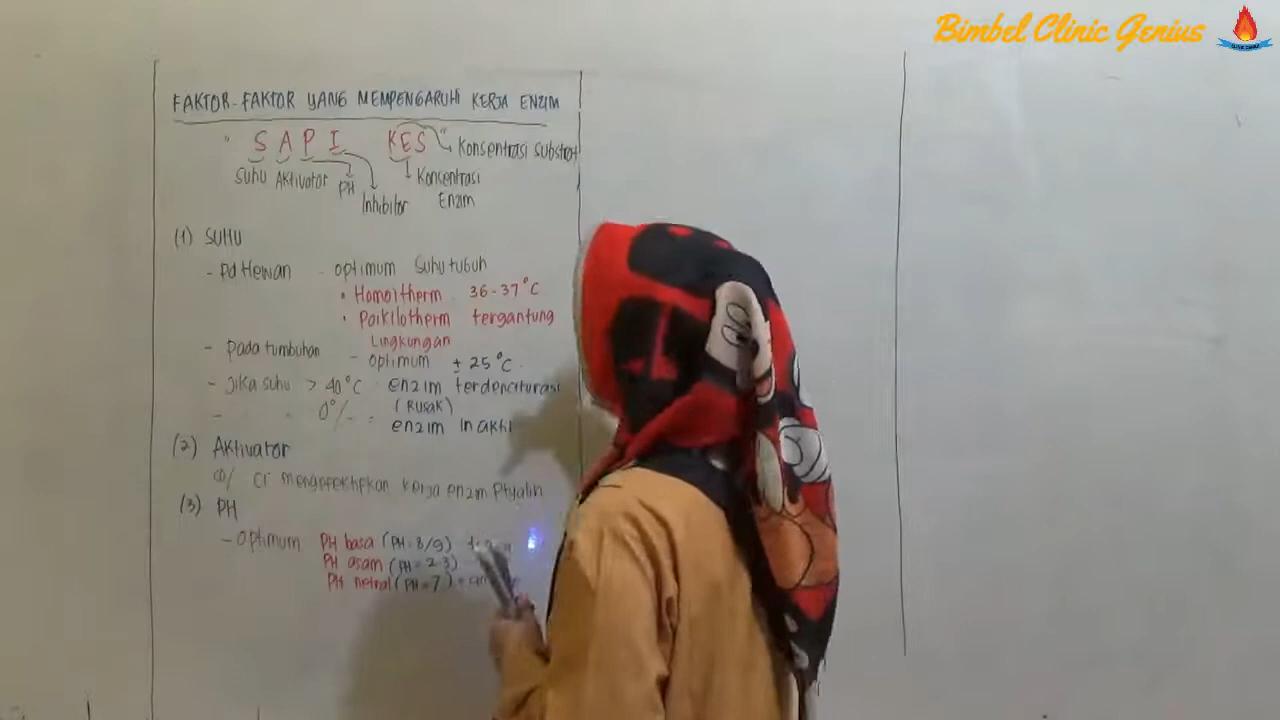 Bimbel Clinic Genius
FAKTOR-FAKTOR YANG MEMPENGARUHI KERJA ENZIM
" S A P I KES "
Konsentrasi Substrat
Suhu Aktivator PH
Inhibitor
Konsentrasi
Enzim
(1) SUHU
- Pd Hewan - optimum Suhu tubuh
• Homoitherm 36-37°C
• Poikilotherm tergantung
Lingkungan
- Pada tumbuhan - optimum ± 25°C
- Jika suhu > 40°C enzim terdenaturasi
(Rusak)
- " " 0°/- = enzim in aktif
(2) Aktivator
Cl mengefektifkan kerja enzim Ptyalin
(3) PH
- Optimum PH basa (PH = 8/9)
PH asam (PH = 2-3)
PH netral (PH = 7) =